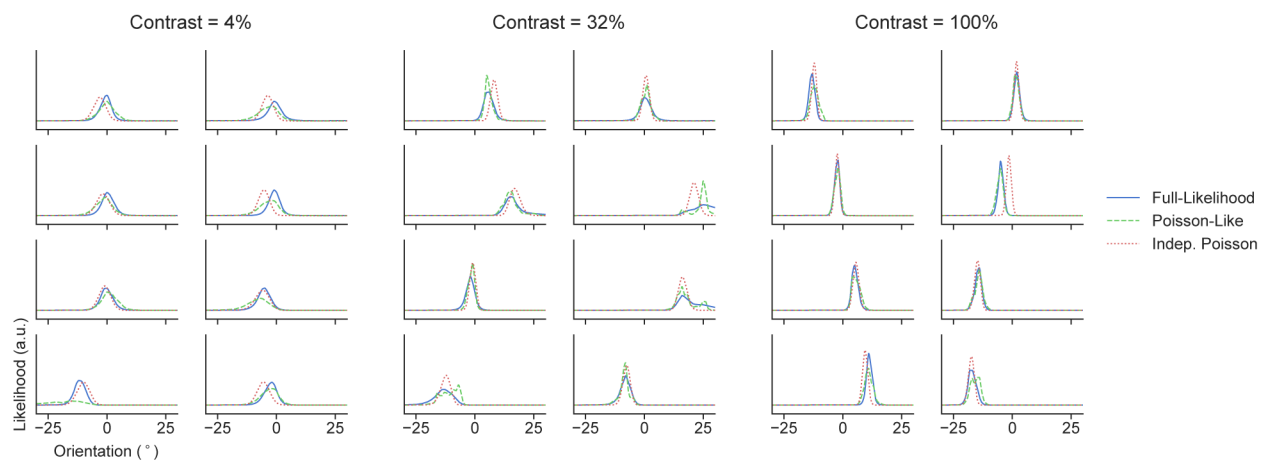 Contrast = 4%
Contrast = 32%
Contrast = 100%
Full-Likelihood
Poisson-Like
Indep. Poisson
Likelihood (a.u.)
−25 0 25 −25 0 25 −25 0 25 −25 0 25 −25 0 25 −25 0 25
Orientation (°)